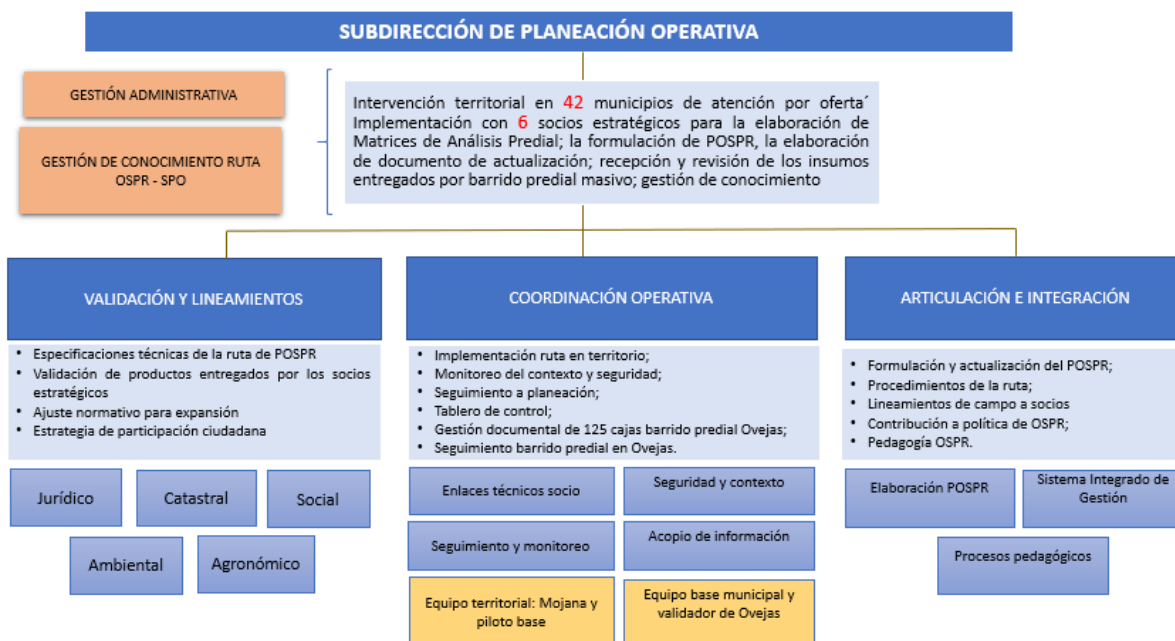 SUBDIRECCIÓN DE PLANEACIÓN OPERATIVA
GESTIÓN ADMINISTRATIVA
GESTIÓN DE CONOCIMIENTO RUTA
OSPR - SPO
Intervención territorial en 42 municipios de atención por oferta´
Implementación con 6 socios estratégicos para la elaboración de
Matrices de Análisis Predial; la formulación de POSPR, la elaboración
de documento de actualización; recepción y revisión de los insumos
entregados por barrido predial masivo; gestión de conocimiento
VALIDACIÓN Y LINEAMIENTOS
• Especificaciones técnicas de la ruta de POSPR
• Validación de productos entregados por los socios
estratégicos
• Ajuste normativo para expansión
• Estrategia de participación ciudadana
Jurídico
Catastral
Social
Ambiental
Agronómico
COORDINACIÓN OPERATIVA
• Implementación ruta en territorio;
• Monitoreo del contexto y seguridad;
• Seguimiento a planeación;
• Tablero de control;
• Gestión documental de 125 cajas barrido predial Ovejas;
• Seguimiento barrido predial en Ovejas.
Enlaces técnicos socio
Seguridad y contexto
Seguimiento y monitoreo
Acopio de información
Equipo territorial: Mojana y
piloto base
Equipo base municipal y
validador de Ovejas
ARTICULACIÓN E INTEGRACIÓN
• Formulación y actualización del POSPR;
• Procedimientos de la ruta;
• Lineamientos de campo a socios
• Contribución a política de OSPR;
• Pedagogía OSPR.
Elaboración POSPR
Sistema Integrado de
Gestión
Procesos pedagógicos